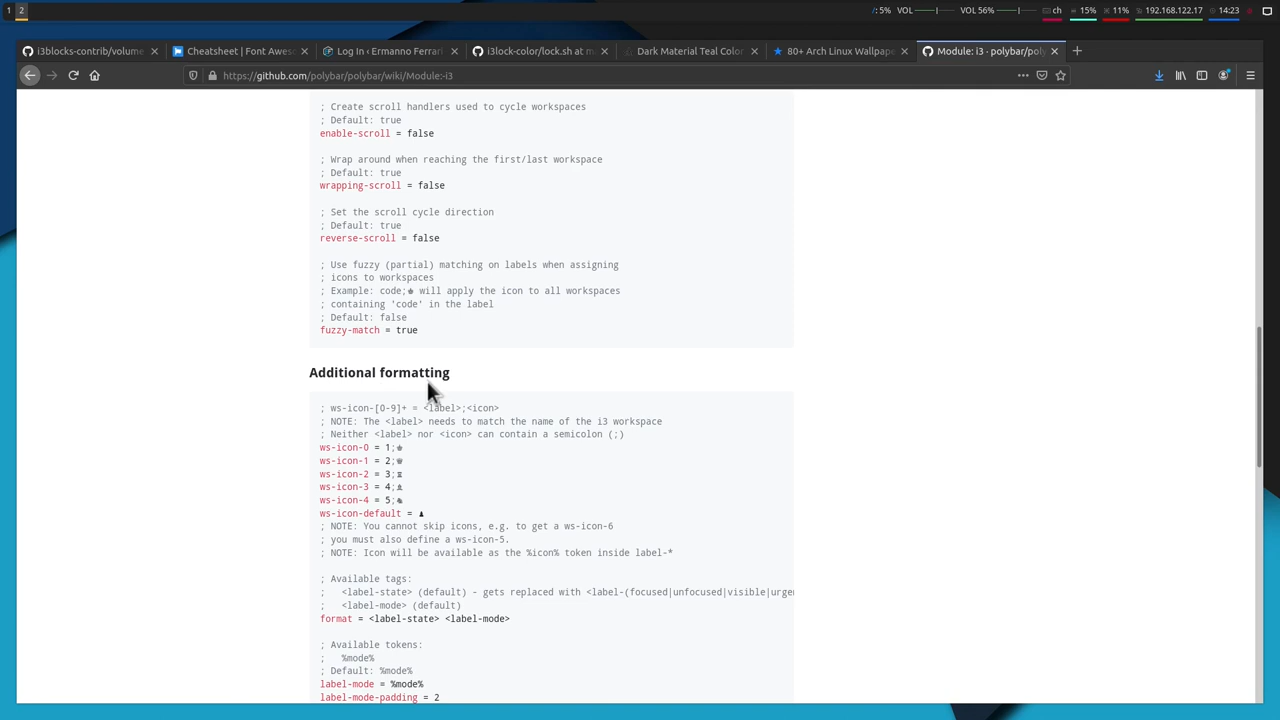 1 2 /: 5% VOL VOL 56% ch 15% 11% 192.168.122.17 14:23
i3blocks-contrib/volume Cheatsheet | Font Awes Log In ‹ Ermanno Ferrari i3lock-color/lock.sh at m Dark Material Teal Color 80+ Arch Linux Wallpape Module: i3 · polybar/poly
https://github.com/polybar/polybar/wiki/Module:-i3
; Create scroll handlers used to cycle workspaces
; Default: true
enable-scroll = false
; Wrap around when reaching the first/last workspace
; Default: true
wrapping-scroll = false
; Set the scroll cycle direction
; Default: true
reverse-scroll = false
; Use fuzzy (partial) matching on labels when assigning
; icons to workspaces
; Example: code;♚ will apply the icon to all workspaces
; containing 'code' in the label
; Default: false
fuzzy-match = true
Additional formatting
; ws-icon-[0-9]+ = <label>;<icon>
; NOTE: The <label> needs to match the name of the i3 workspace
; Neither <label> nor <icon> can contain a semicolon (;)
ws-icon-0 = 1;♚
ws-icon-1 = 2;♛
ws-icon-2 = 3;♜
ws-icon-3 = 4;♝
ws-icon-4 = 5;♞
ws-icon-default = ♟
; NOTE: You cannot skip icons, e.g. to get a ws-icon-6
; you must also define a ws-icon-5.
; NOTE: Icon will be available as the %icon% token inside label-*
; Available tags:
;   <label-state> (default) - gets replaced with <label-(focused|unfocused|visible|urge
;   <label-mode> (default)
format = <label-state> <label-mode>
; Available tokens:
;   %mode%
; Default: %mode%
label-mode = %mode%
label-mode-padding = 2